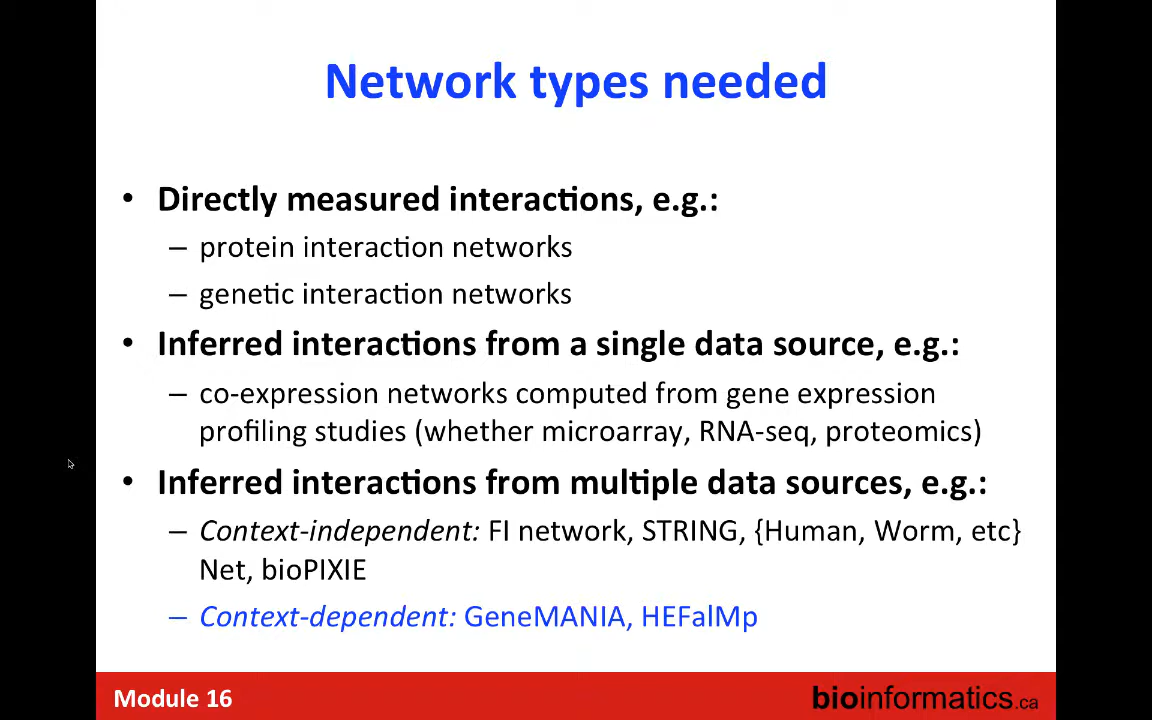 Network types needed
• Directly measured interactions, e.g.:
– protein interaction networks
– genetic interaction networks
• Inferred interactions from a single data source, e.g.:
– co-expression networks computed from gene expression
profiling studies (whether microarray, RNA-seq, proteomics)
• Inferred interactions from multiple data sources, e.g.:
– Context-independent: FI network, STRING, {Human, Worm, etc}
Net, bioPIXIE
– Context-dependent: GeneMANIA, HEFalMp
Module 16
bioinformatics.ca